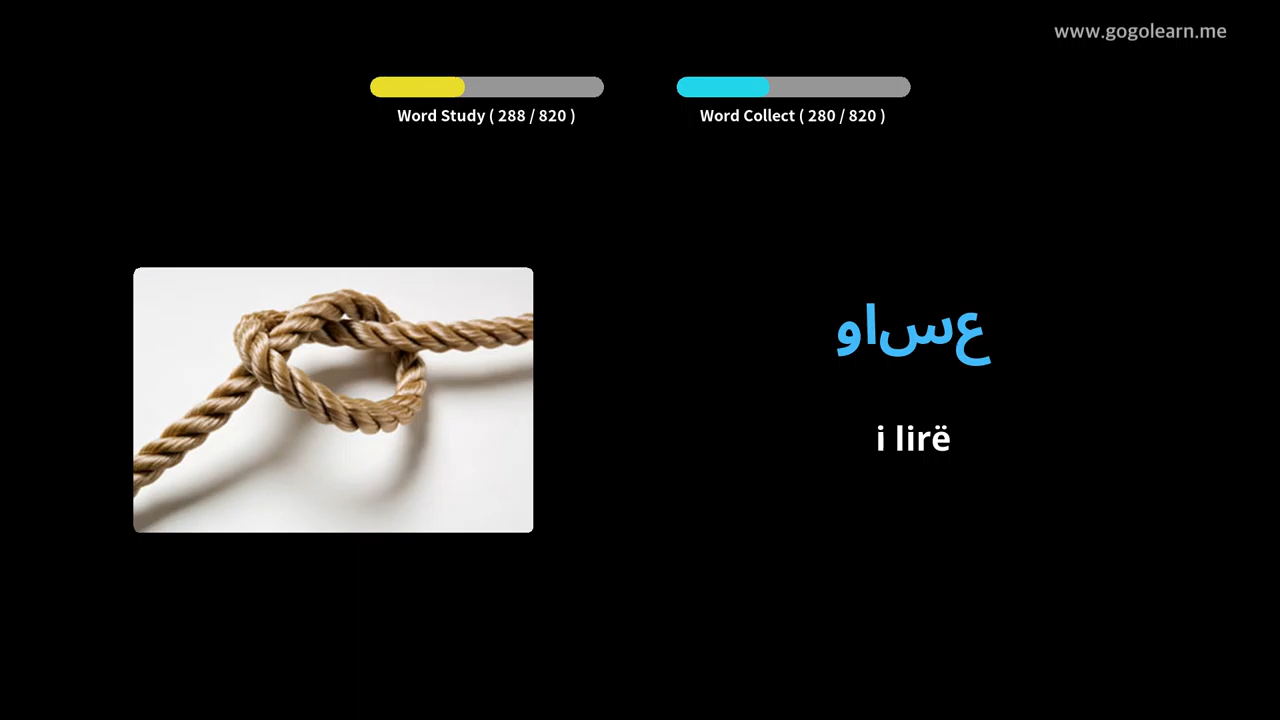 www.gogolearn.me
Word Study ( 288 / 820 )
Word Collect ( 280 / 820 )
عساو
i lirë